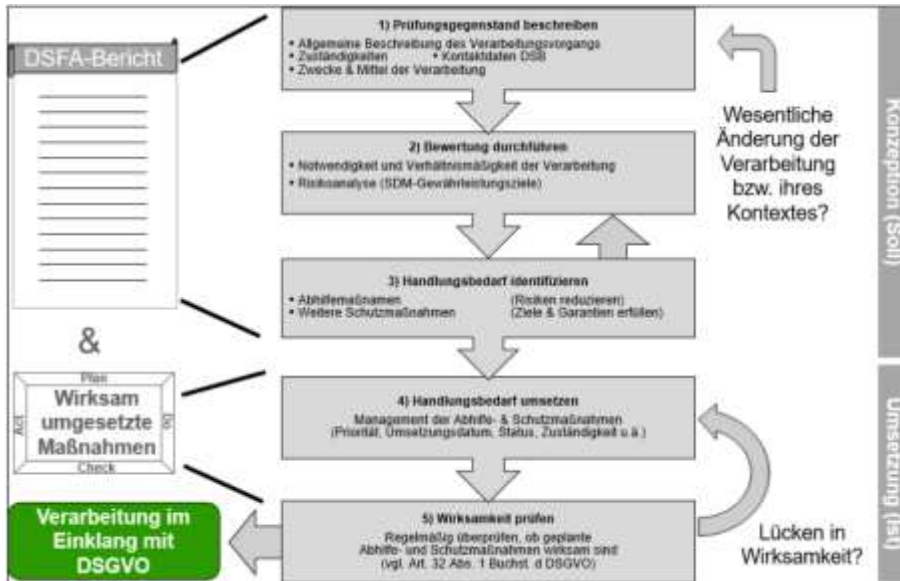 DSFA-Bericht
&
Plan
Act
Wirksam
umgesetzte
Maßnahmen
Do
Check
Verarbeitung im
Einklang mit
DSGVO
1) Prüfungsgegenstand beschreiben
• Allgemeine Beschreibung des Verarbeitungsvorgangs
• Zuständigkeiten • Kontaktdaten DSB
• Zwecke & Mittel der Verarbeitung
2) Bewertung durchführen
• Notwendigkeit und Verhältnismäßigkeit der Verarbeitung
• Risikoanalyse (SDM-Gewährleistungsziele)
3) Handlungsbedarf identifizieren
• Abhilfemaßnamen (Risiken reduzieren)
• Weitere Schutzmaßnahmen (Ziele & Garantien erfüllen)
4) Handlungsbedarf umsetzen
Management der Abhilfe- & Schutzmaßnahmen
(Priorität, Umsetzungsdatum, Status, Zuständigkeit u.ä.)
5) Wirksamkeit prüfen
Regelmäßig überprüfen, ob geplante
Abhilfe- und Schutzmaßnahmen wirksam sind
(vgl. Art. 32 Abs. 1 Buchst. d DSGVO)
Wesentliche
Änderung der
Verarbeitung
bzw. ihres
Kontextes?
Lücken in
Wirksamkeit?
Konzeption (Soll)
Umsetzung (Ist)